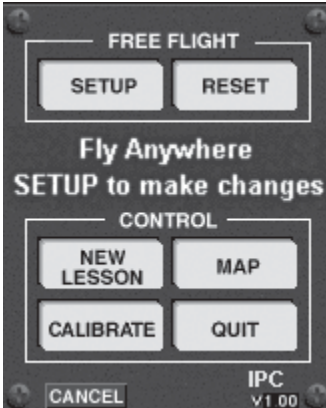 FREE FLIGHT
SETUP RESET
Fly Anywhere
SETUP to make changes
CONTROL
NEW LESSON MAP
CALIBRATE QUIT
CANCEL IPC V1.00